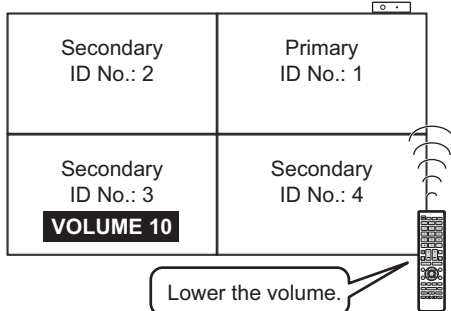 Secondary
ID No.: 2
Primary
ID No.: 1
Secondary
ID No.: 3
VOLUME 10
Secondary
ID No.: 4
Lower the volume.